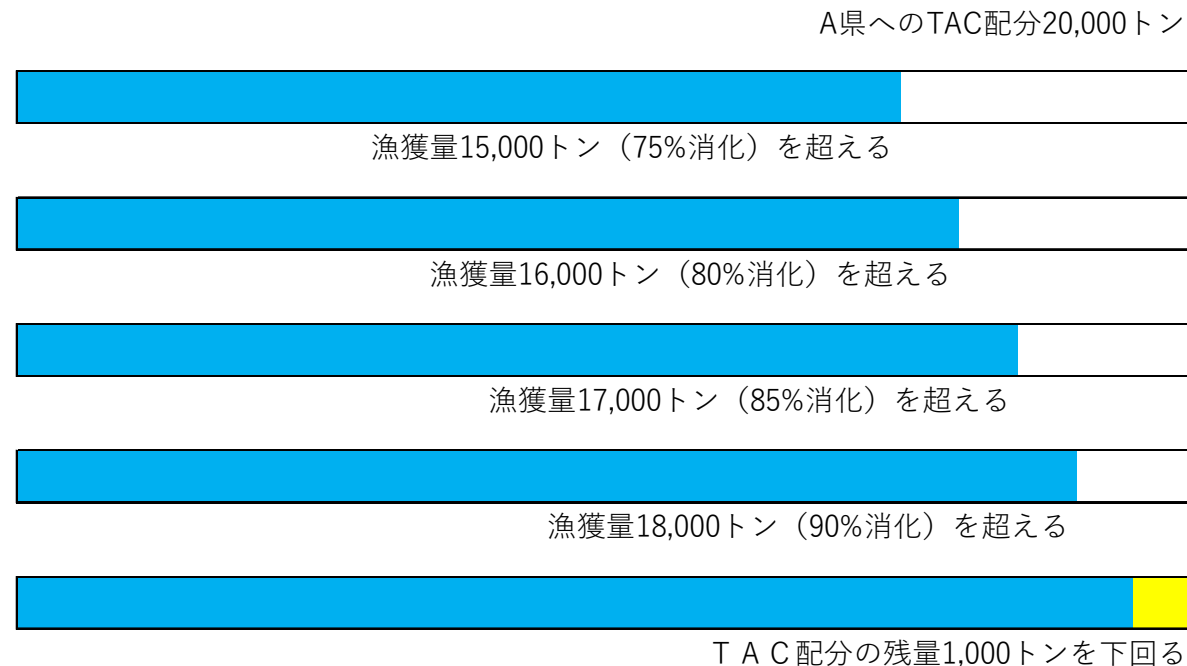 A県へのTAC配分20,000トン
漁獲量15,000トン（75%消化）を超える
漁獲量16,000トン（80%消化）を超える
漁獲量17,000トン（85%消化）を超える
漁獲量18,000トン（90%消化）を超える
ＴＡＣ配分の残量1,000トンを下回る